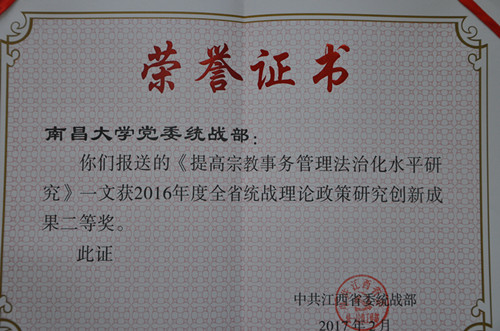 荣誉证书
南昌大学党委统战部：
你们报送的《提高宗教事务管理法治化水平研
究》一文获2016年度全省统战理论政策研究创新成
果二等奖。
此证
中共江西省委统战部
2017年 月